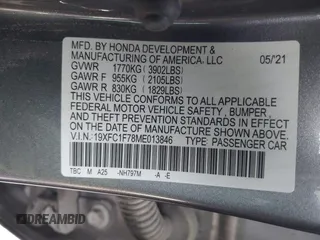 MFD. BY HONDA DEVELOPMENT &
MANUFACTURING OF AMERICA, LLC 05/'21
GVWR 1770KG (3902LBS)
GAWR F 955KG (2105LBS)
GAWR R 830KG (1829LBS)
THIS VEHICLE CONFORMS TO ALL APPLICABLE
FEDERAL MOTOR VEHICLE SAFETY, BUMPER,
AND THEFT PREVENTION STANDARDS IN EFFECT
ON THE DATE OF MANUFACTURE SHOWN ABOVE.
V.I.N. 19XFC1F78ME013846 TYPE: PASSENGER CAR
TBC M A25 -NH797M -A -E
DREAMBID